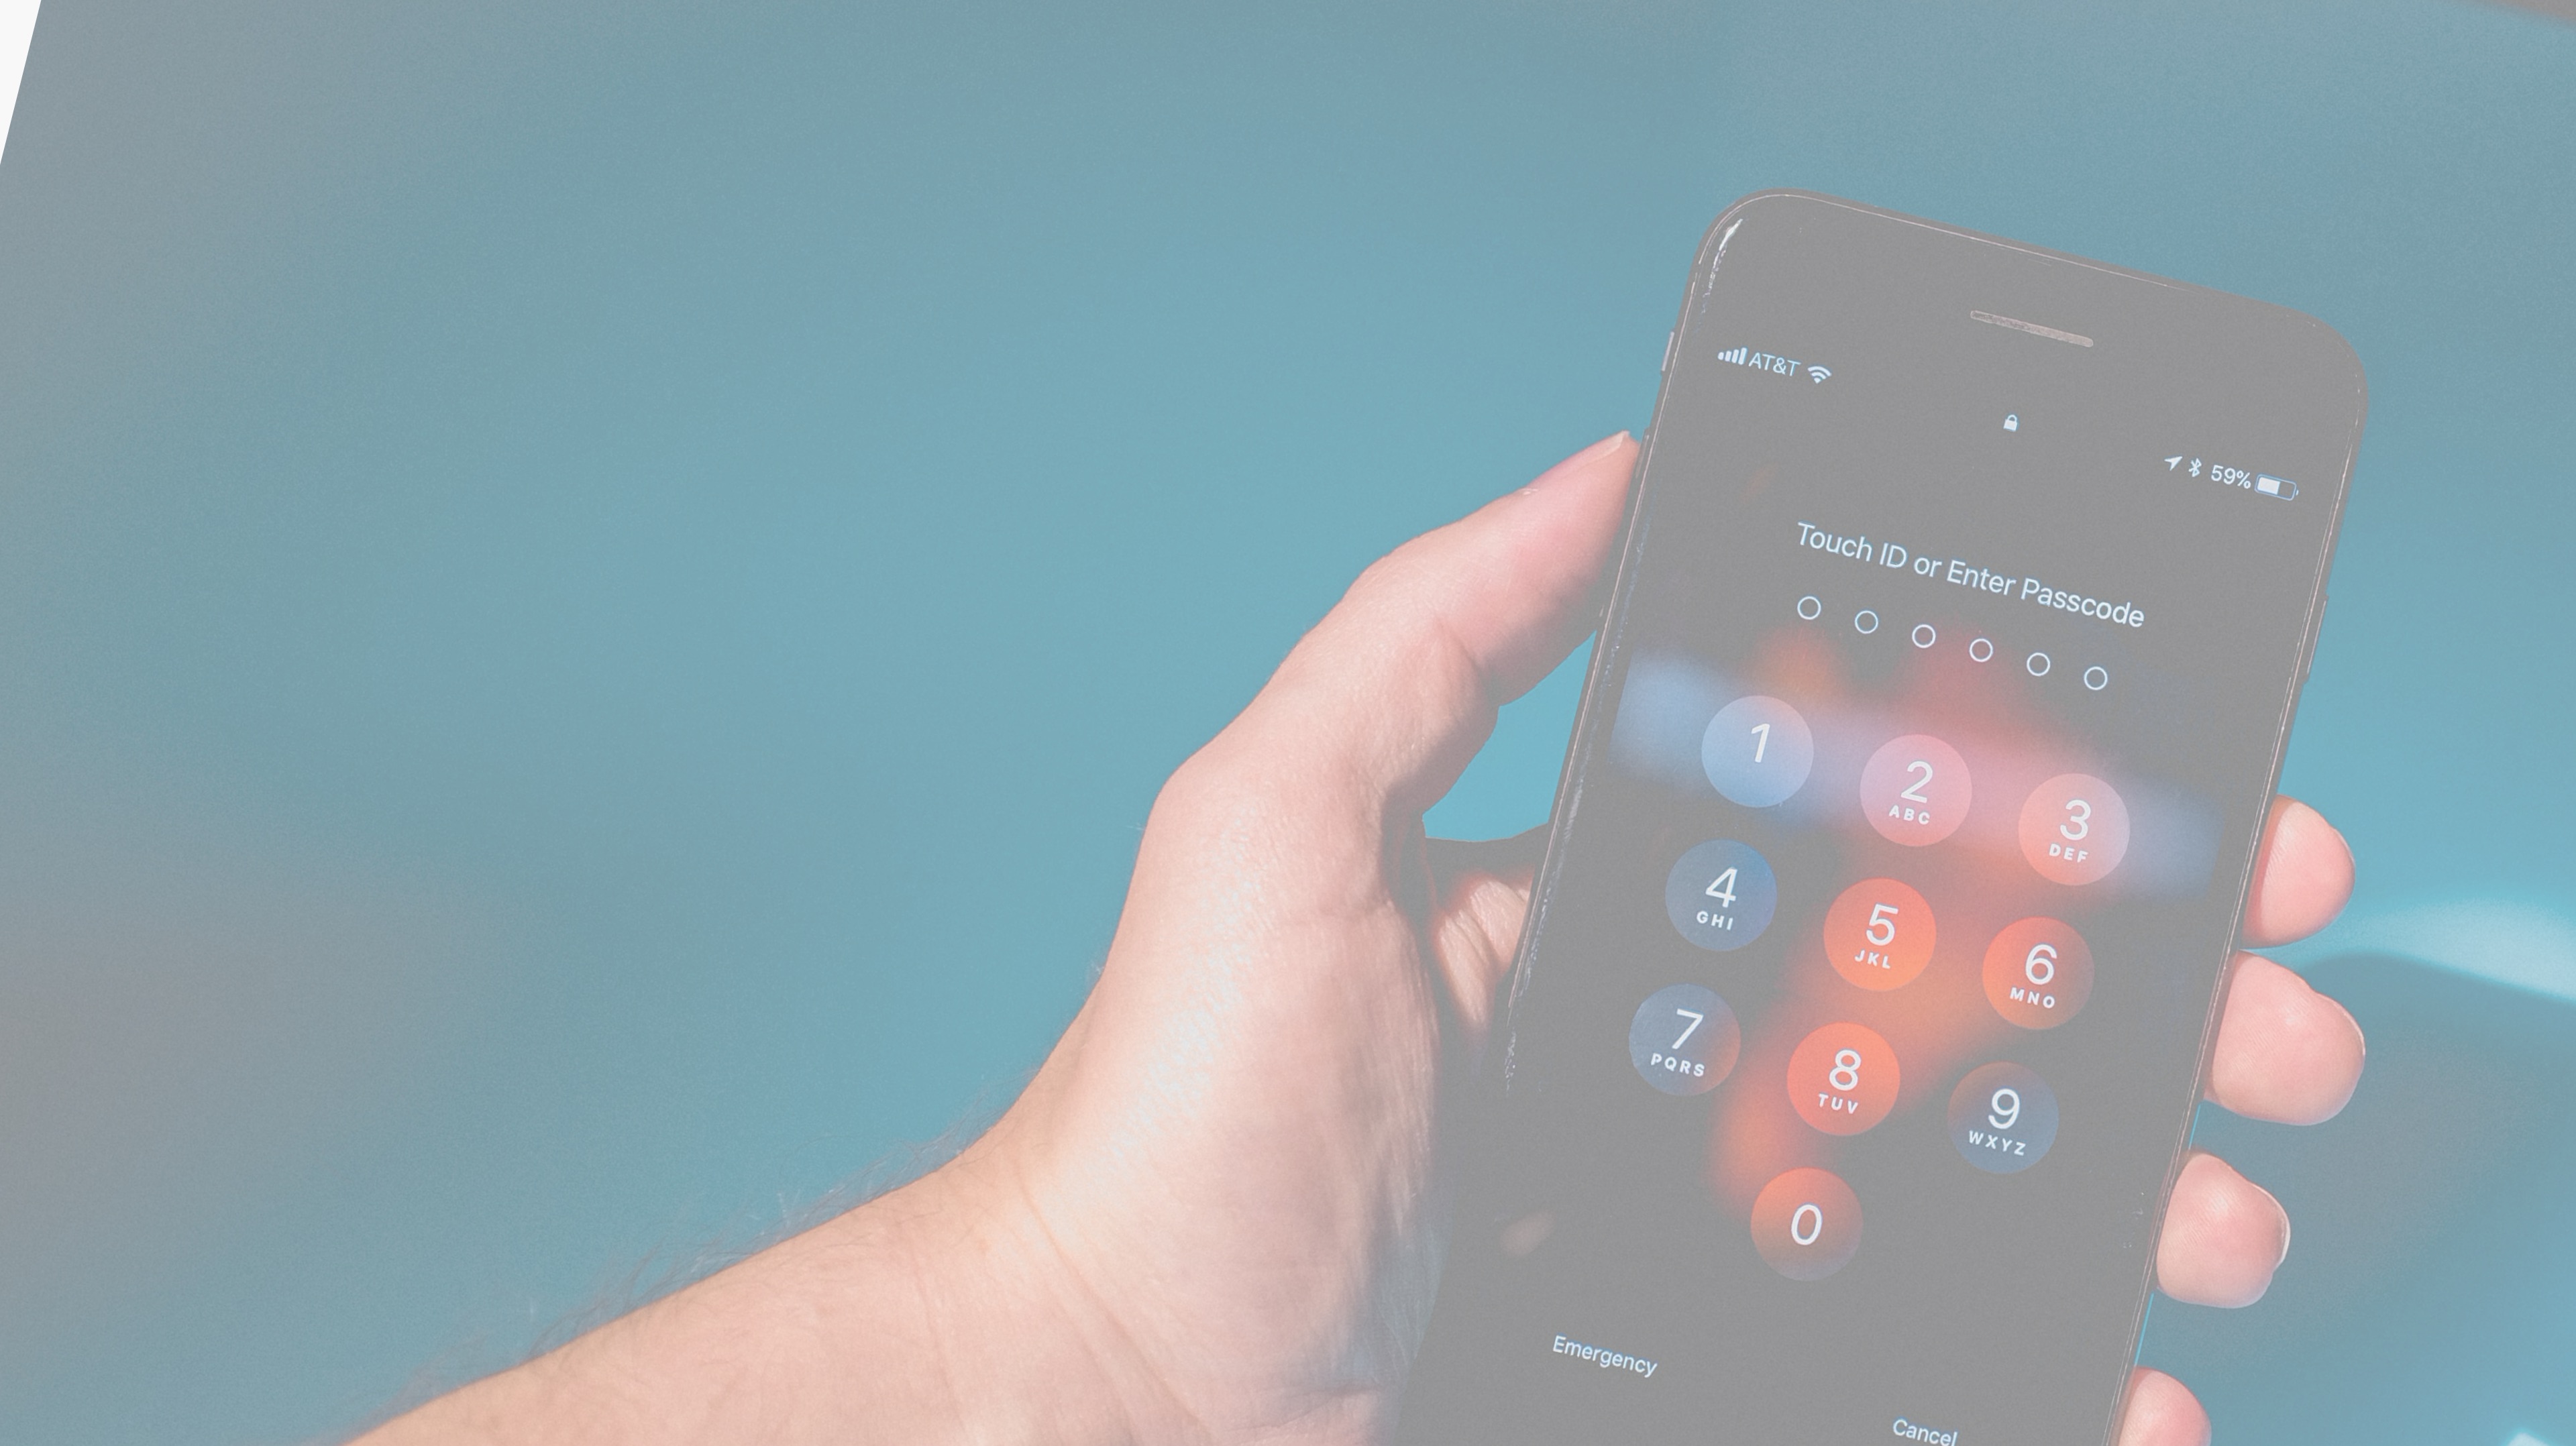 AT&T
59%
Touch ID or Enter Passcode
1 2 3
ABC DEF
4 5 6
GHI JKL MNO
7 8 9
PQRS TUV WXYZ
0
Emergency
Cancel